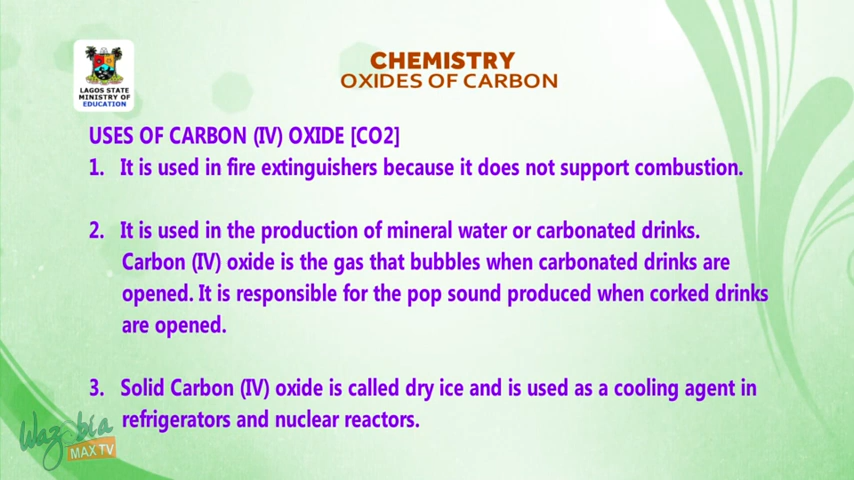 CHEMISTRY
OXIDES OF CARBON
LAGOS STATE
MINISTRY OF
EDUCATION
USES OF CARBON (IV) OXIDE [CO2]
1. It is used in fire extinguishers because it does not support combustion.
2. It is used in the production of mineral water or carbonated drinks.
Carbon (IV) oxide is the gas that bubbles when carbonated drinks are
opened. It is responsible for the pop sound produced when corked drinks
are opened.
3. Solid Carbon (IV) oxide is called dry ice and is used as a cooling agent in
refrigerators and nuclear reactors.
Wazobia
MAX TV